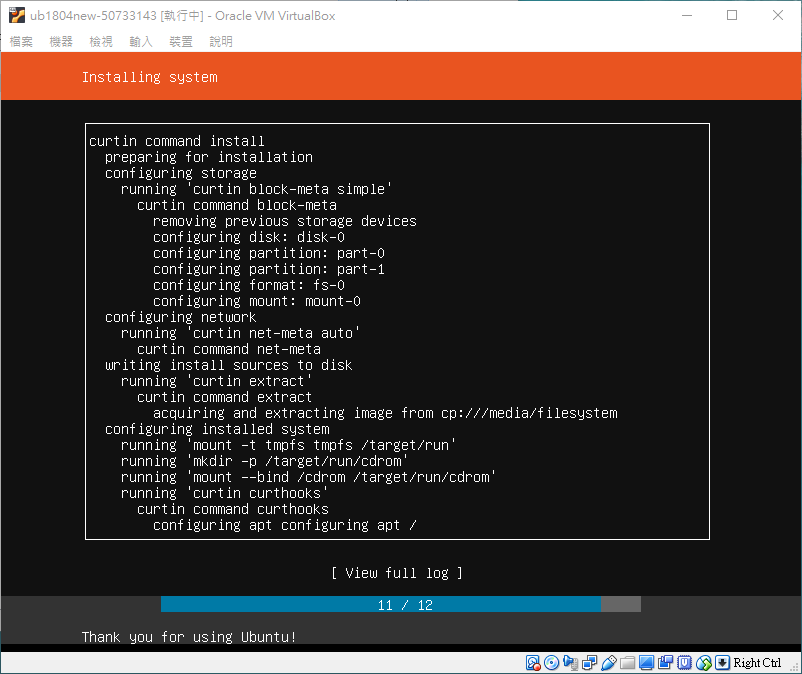 ub1804new-50733143 [執行中] - Oracle VM VirtualBox
檔案 機器 檢視 輸入 裝置 說明
Installing system
curtin command install
preparing for installation
configuring storage
running 'curtin block-meta simple'
curtin command block-meta
removing previous storage devices
configuring disk: disk-0
configuring partition: part-0
configuring partition: part-1
configuring format: fs-0
configuring mount: mount-0
configuring network
running 'curtin net-meta auto'
curtin command net-meta
writing install sources to disk
running 'curtin extract'
curtin command extract
acquiring and extracting image from cp:///media/filesystem
configuring installed system
running 'mount -t tmpfs tmpfs /target/run'
running 'mkdir -p /target/run/cdrom'
running 'mount --bind /cdrom /target/run/cdrom'
running 'curtin curthooks'
curtin command curthooks
configuring apt configuring apt /
[ View full log ]
11 / 12
Thank you for using Ubuntu!
Right Ctrl